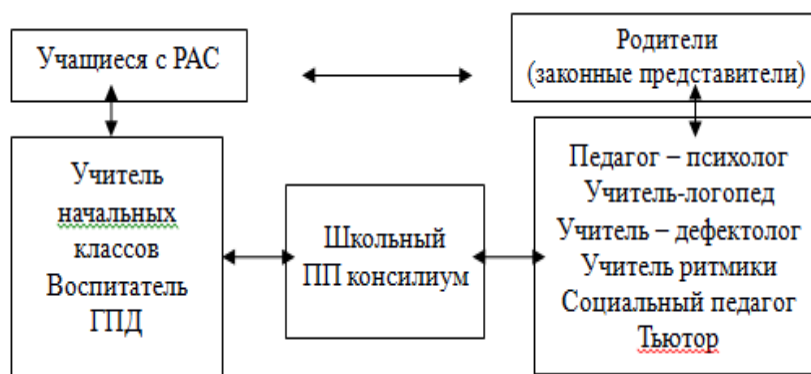 Учащиеся с РАС
Родители
(законные представители)
Учитель
начальных
классов
Воспитатель
ГПД
Школьный
ПП консилиум
Педагог – психолог
Учитель-логопед
Учитель – дефектолог
Учитель ритмики
Социальный педагог
Тьютор